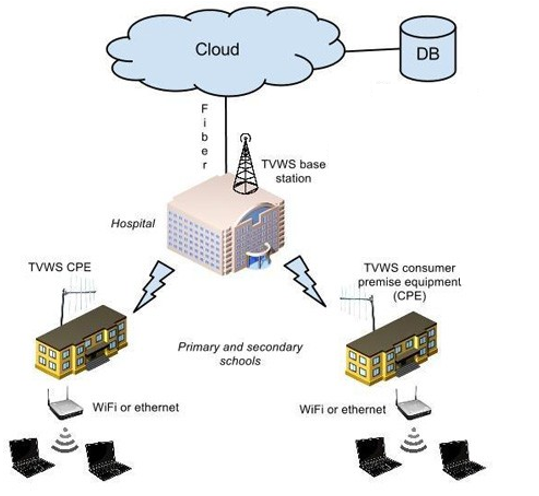 Cloud
DB
F
i
b
e
r
TVWS base
station
Hospital
TVWS CPE
TVWS consumer
premise equipment
(CPE)
Primary and secondary
schools
WiFi or ethernet
WiFi or ethernet